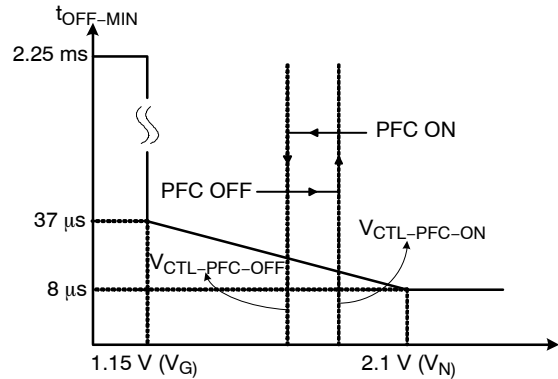 tOFF–MIN
2.25 ms
PFC ON
PFC OFF
VCTL–PFC–ON
37 μs
VCTL–PFC–OFF
8 μs
1.15 V (VG)
2.1 V (VN)